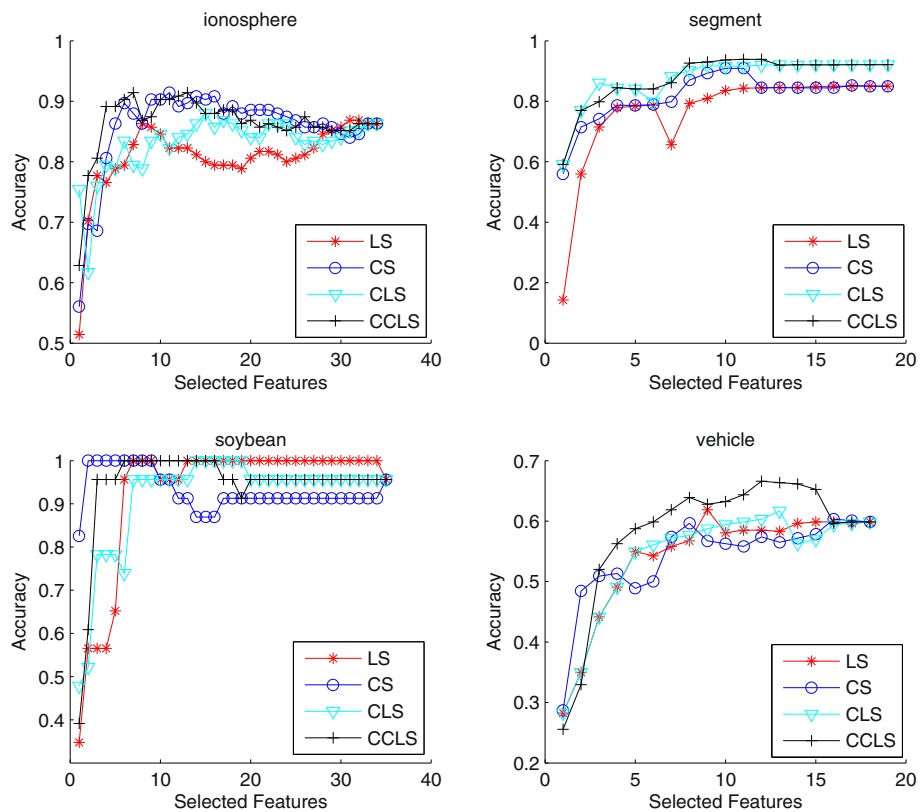 ionosphere
1
0.9
0.8
0.7
0.6
0.5
Accuracy
0
10
20
30
40
Selected Features
LS
CS
CLS
CCLS
segment
1
0.8
0.6
0.4
0.2
0
Accuracy
0
5
10
15
20
Selected Features
LS
CS
CLS
CCLS
soybean
1
0.9
0.8
0.7
0.6
0.5
0.4
Accuracy
0
10
20
30
40
Selected Features
LS
CS
CLS
CCLS
vehicle
0.7
0.6
0.5
0.4
0.3
0.2
Accuracy
0
5
10
15
20
Selected Features
LS
CS
CLS
CCLS